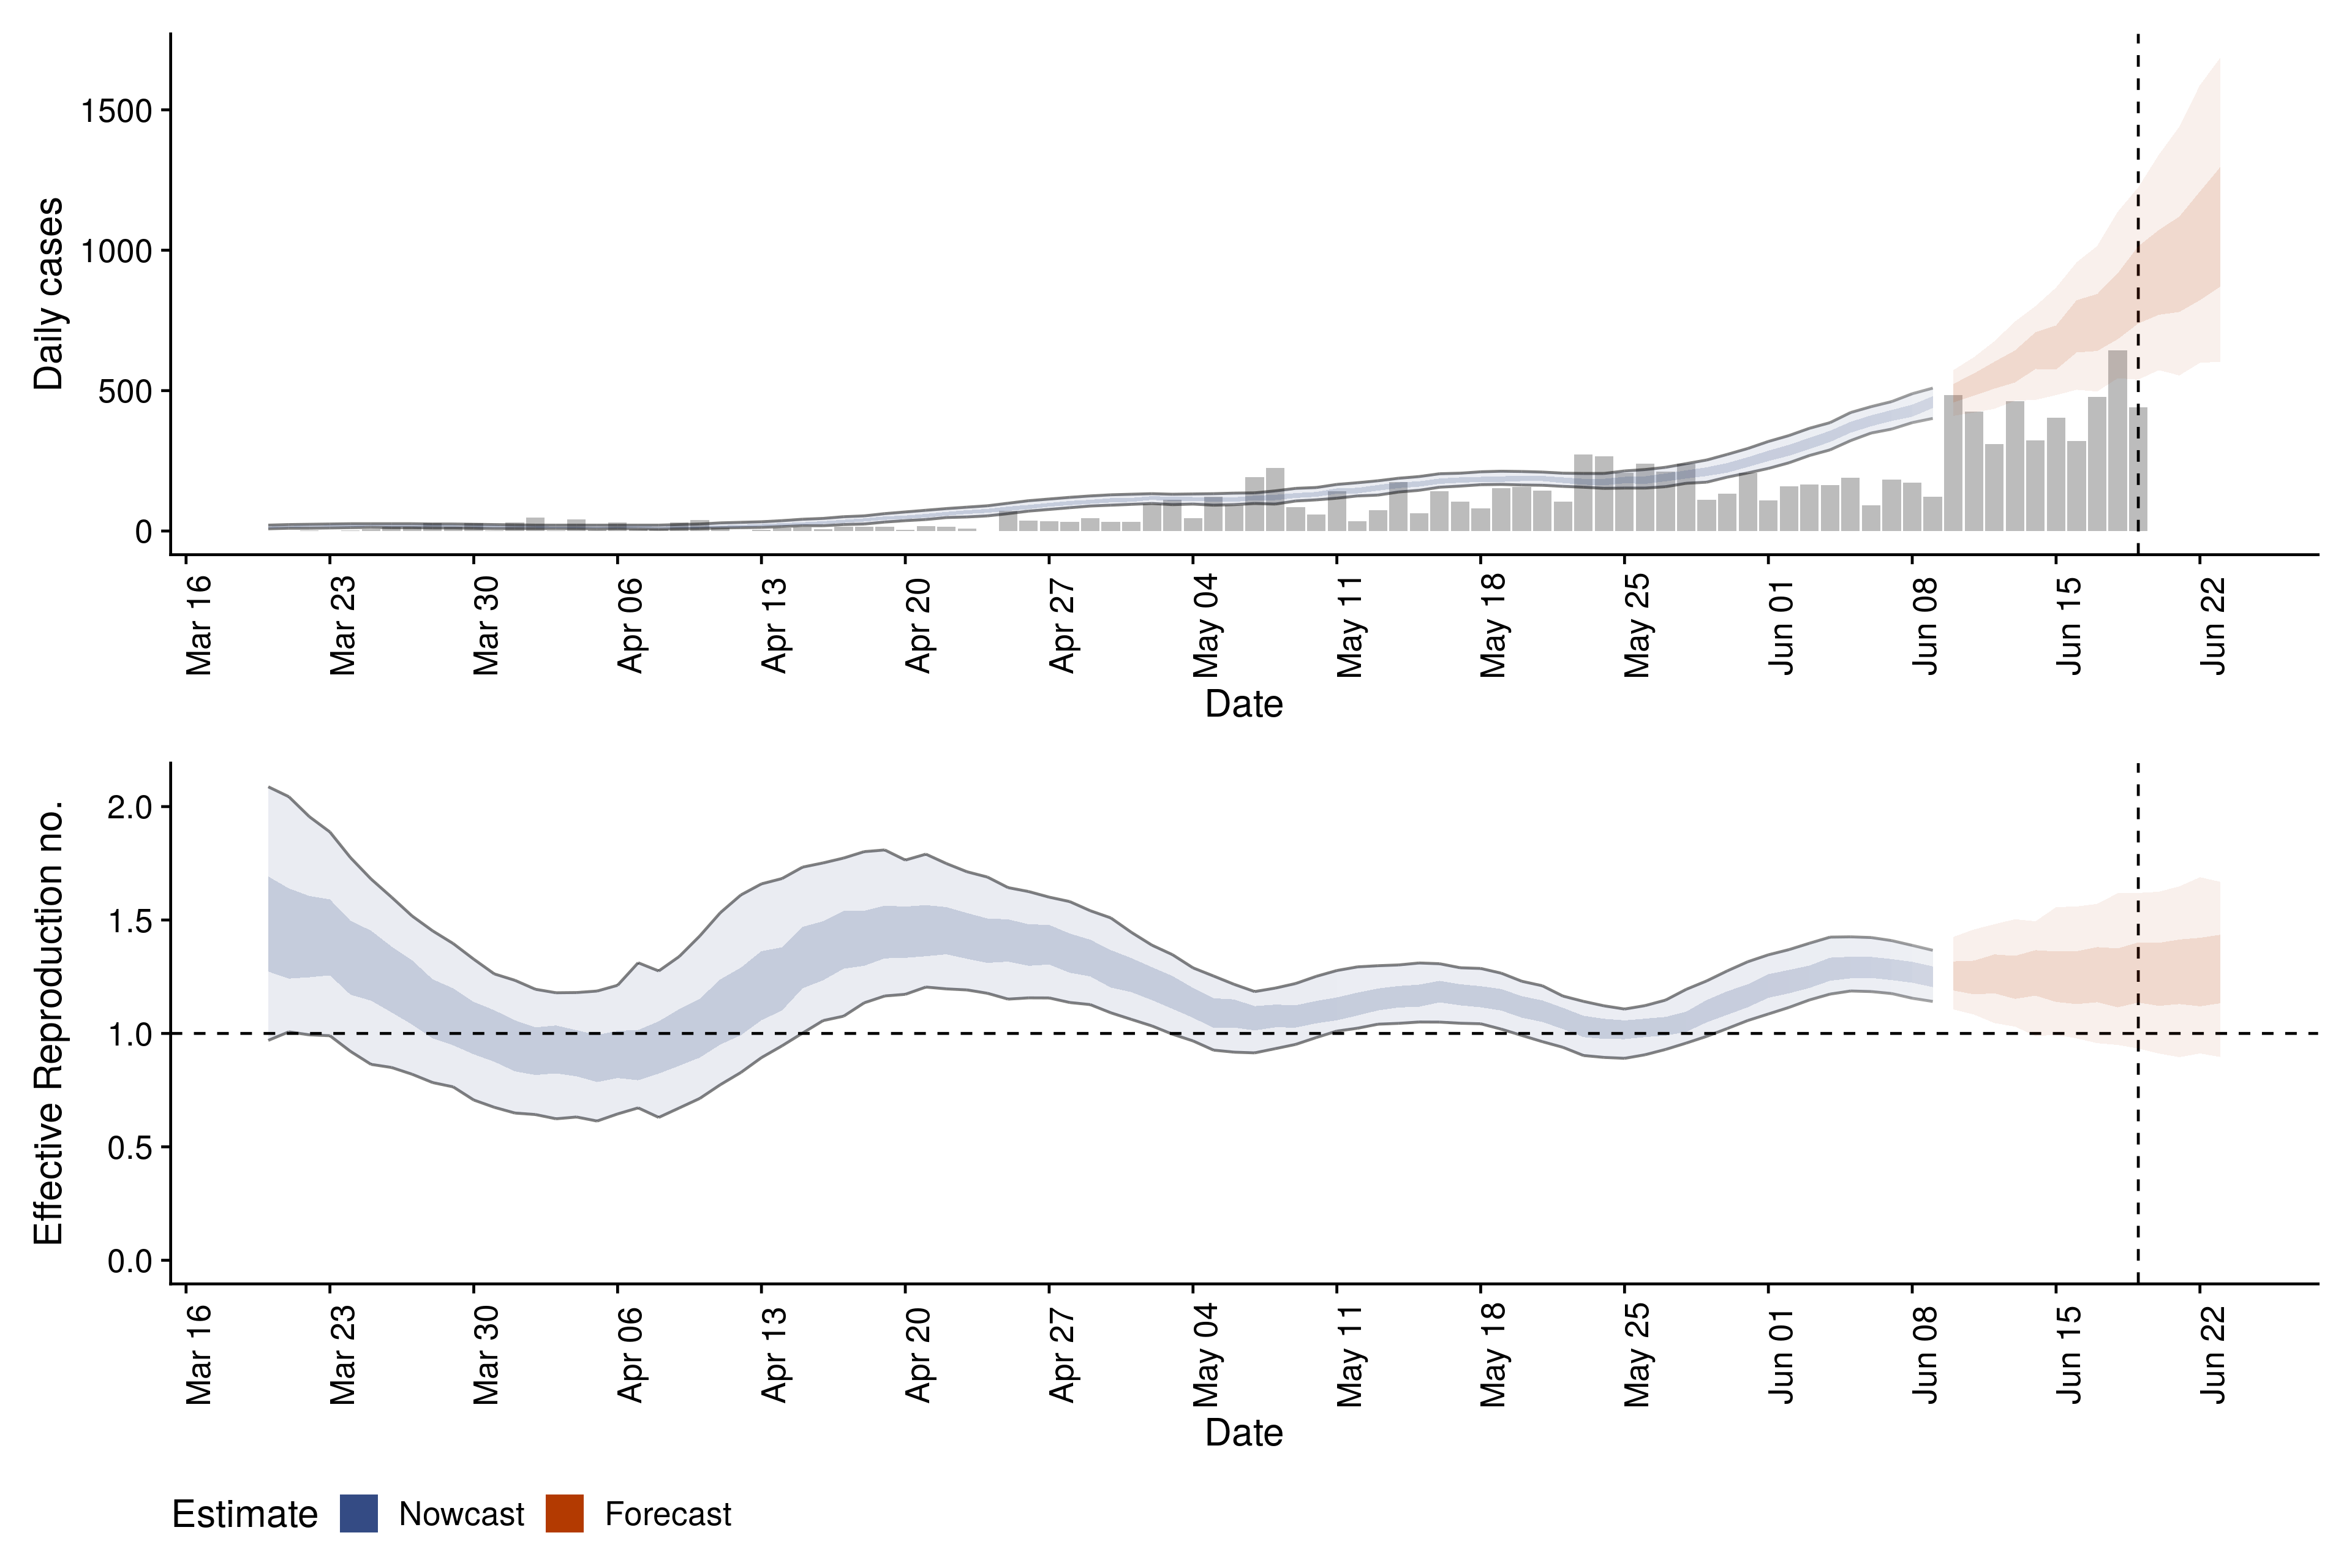 Daily cases
1500
1000
500
0
Mar 16
Mar 23
Mar 30
Apr 06
Apr 13
Apr 20
Apr 27
May 04
May 11
May 18
May 25
Jun 01
Jun 08
Jun 15
Jun 22
Date
Effective Reproduction no.
2.0
1.5
1.0
0.5
0.0
Mar 16
Mar 23
Mar 30
Apr 06
Apr 13
Apr 20
Apr 27
May 04
May 11
May 18
May 25
Jun 01
Jun 08
Jun 15
Jun 22
Date
Estimate Nowcast Forecast